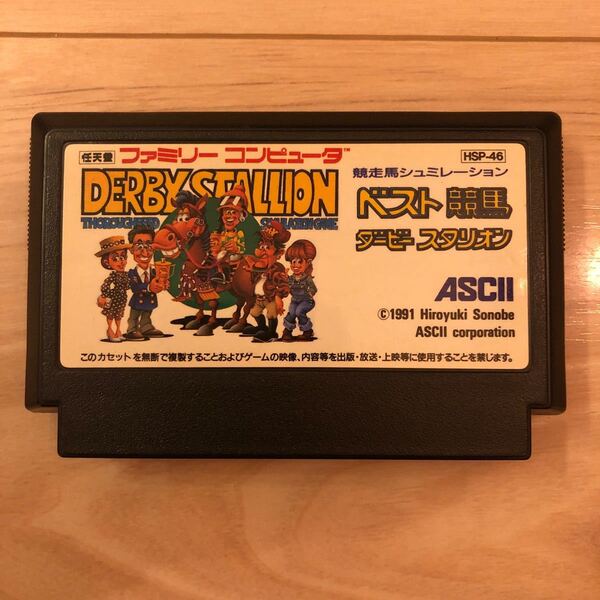 任天堂 ファミリー コンピュータ™ HSP-46
DERBY STALLION
THOROUGHBRED SIMULATION GAME
競走馬シュミレーション
ベスト競馬
ダービースタリオン
ASCII
©1991 Hiroyuki Sonobe
ASCII corporation
このカセットを無断で複製することおよびゲームの映像、内容等を出版・放送・上映等に使用することを禁じます。